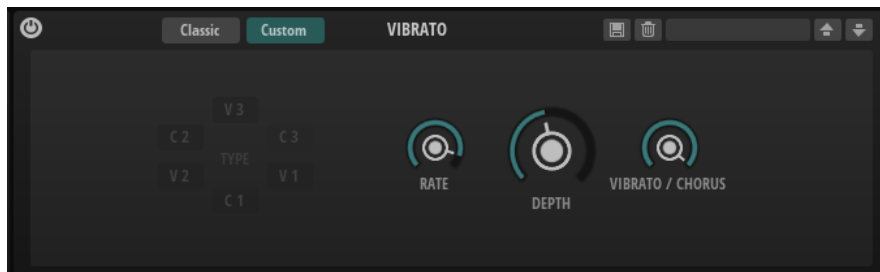 Classic Custom VIBRATO
V 3
C 2 C 3
TYPE
V 2 V 1
C 1
RATE DEPTH VIBRATO / CHORUS